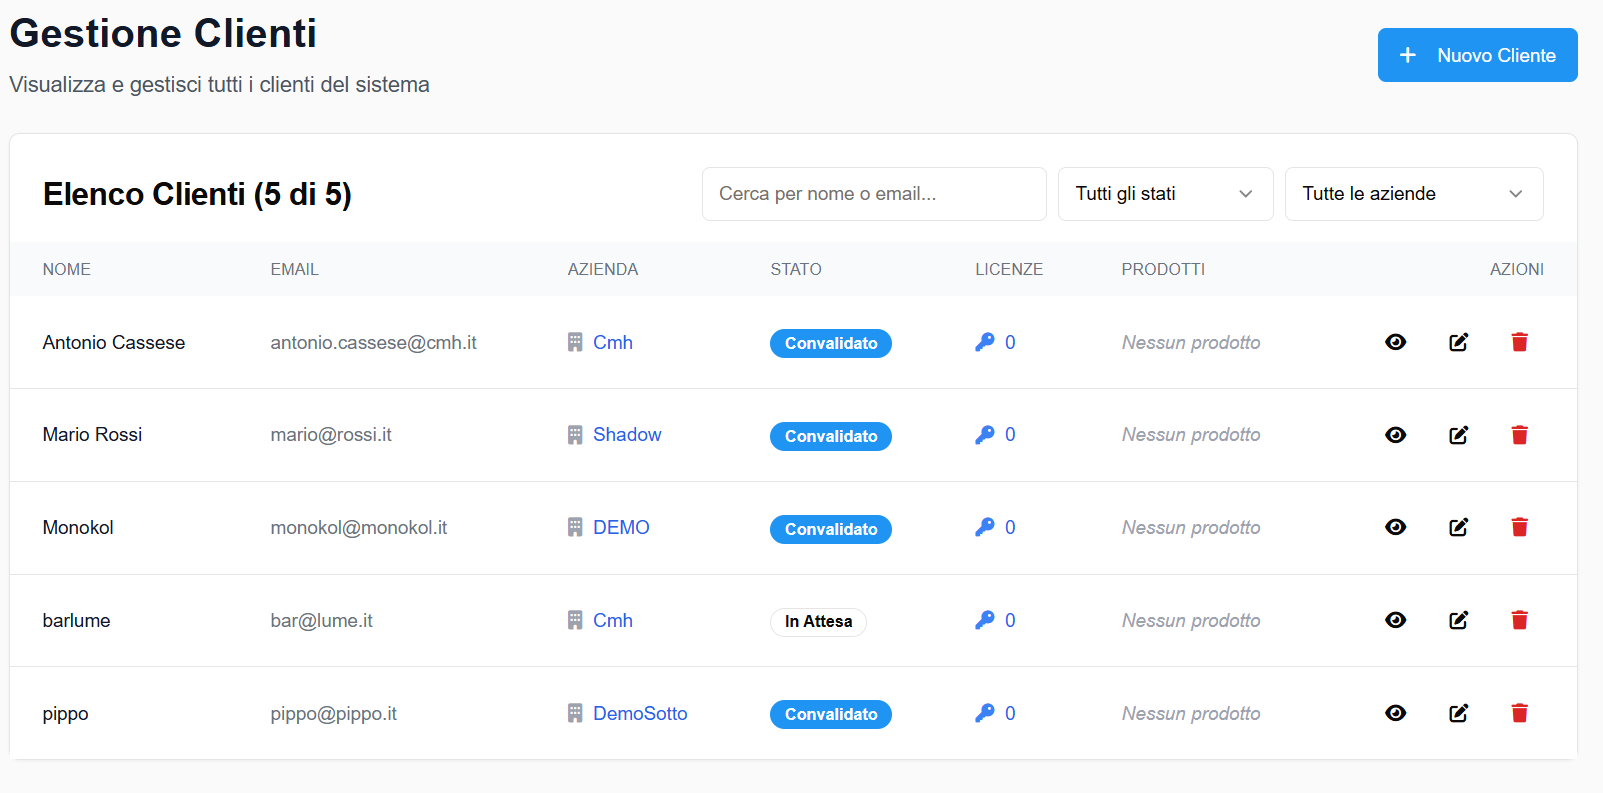 Gestione Clienti
Visualizza e gestisci tutti i clienti del sistema
Nuovo Cliente
Elenco Clienti (5 di 5)
Cerca per nome o email...
Tutti gli stati
Tutte le aziende
NOME EMAIL AZIENDA STATO LICENZE PRODOTTI AZIONI
Antonio Cassese antonio.cassese@cmh.it Cmh Convalidato 0 Nessun prodotto
Mario Rossi mario@rossi.it Shadow Convalidato 0 Nessun prodotto
Monokol monokol@monokol.it DEMO Convalidato 0 Nessun prodotto
barlume bar@lume.it Cmh In Attesa 0 Nessun prodotto
pippo pippo@pippo.it DemoSotto Convalidato 0 Nessun prodotto